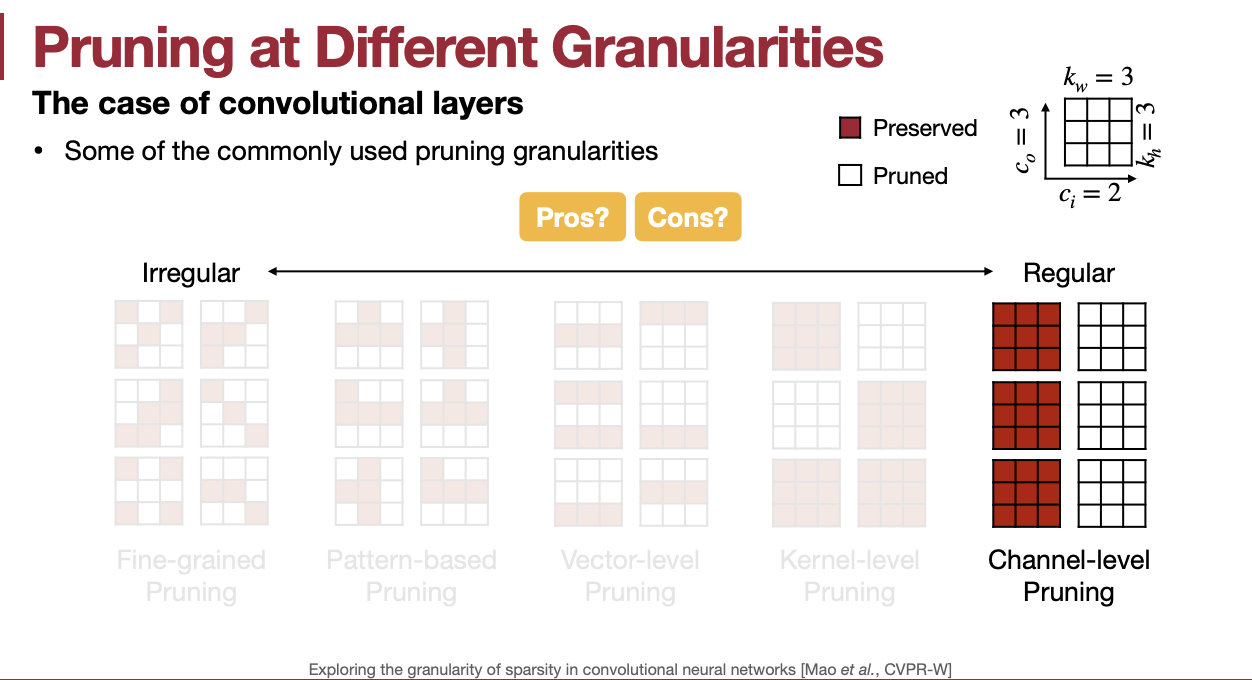 Pruning at Different Granularities
The case of convolutional layers
• Some of the commonly used pruning granularities
Preserved
Pruned
k_w = 3
c_o = 3
k_h = 3
c_i = 2
Pros?
Cons?
Irregular
Regular
Fine-grained
Pruning
Pattern-based
Pruning
Vector-level
Pruning
Kernel-level
Pruning
Channel-level
Pruning
Exploring the granularity of sparsity in convolutional neural networks [Mao et al., CVPR-W]